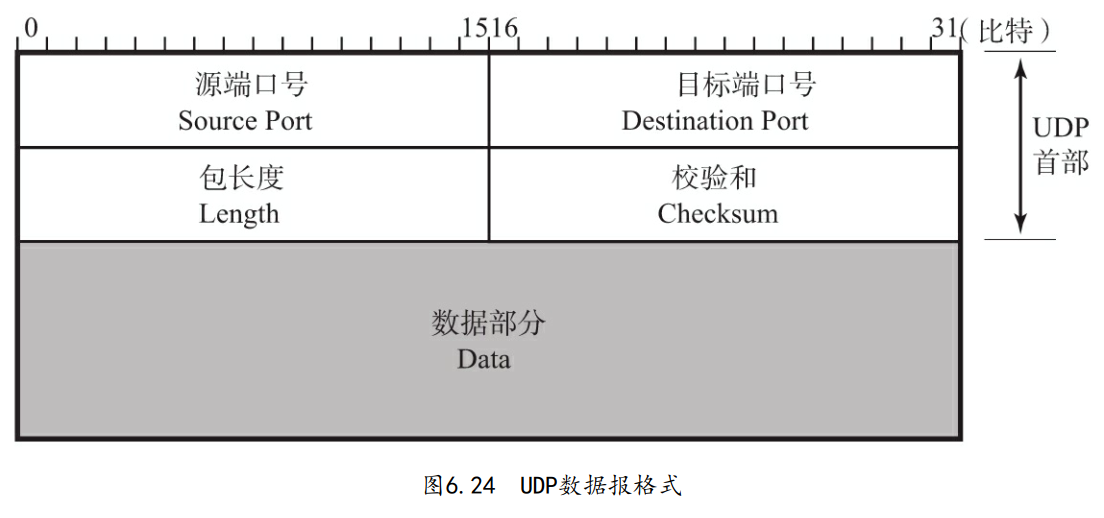 0 1516 31(比特)
源端口号
Source Port
目标端口号
Destination Port
UDP
首部
包长度
Length
校验和
Checksum
数据部分
Data
图6.24 UDP数据报格式